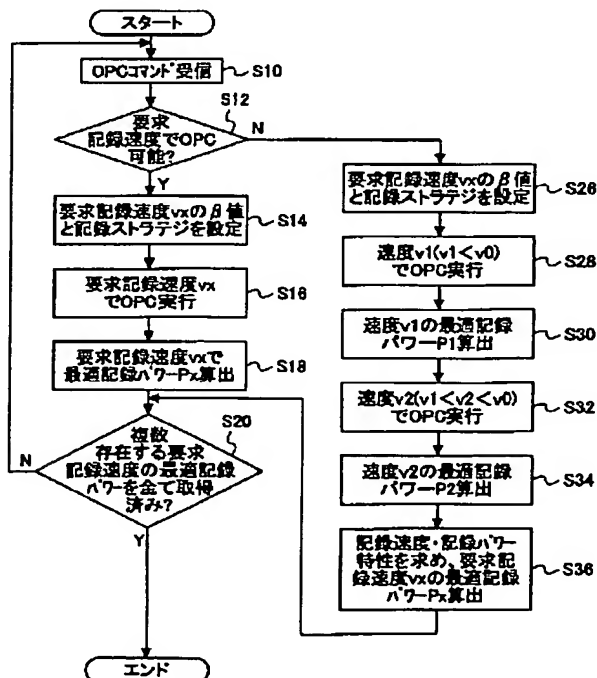 スタート
OPCコマンド受信
S10
S12
要求
記録速度でOPC
可能?
N
Y
要求記録速度vxのβ値
と記録ストラテジを設定
S14
要求記録速度vx
でOPC実行
S16
要求記録速度vxで
最適記録パワーPx算出
S18
S20
複数
存在する要求
記録速度の最適記録
パワーを全て取得
済み?
N
Y
エンド
要求記録速度vxのβ値
と記録ストラテジを設定
S26
速度v1(v1<v0)
でOPC実行
S28
速度v1の最適記録
パワーP1算出
S30
速度v2(v1<v2<v0)
でOPC実行
S32
速度v2の最適記録
パワーP2算出
S34
記録速度・記録パワー
特性を求め、要求記
録速度vxの最適記録
パワーPx算出
S36